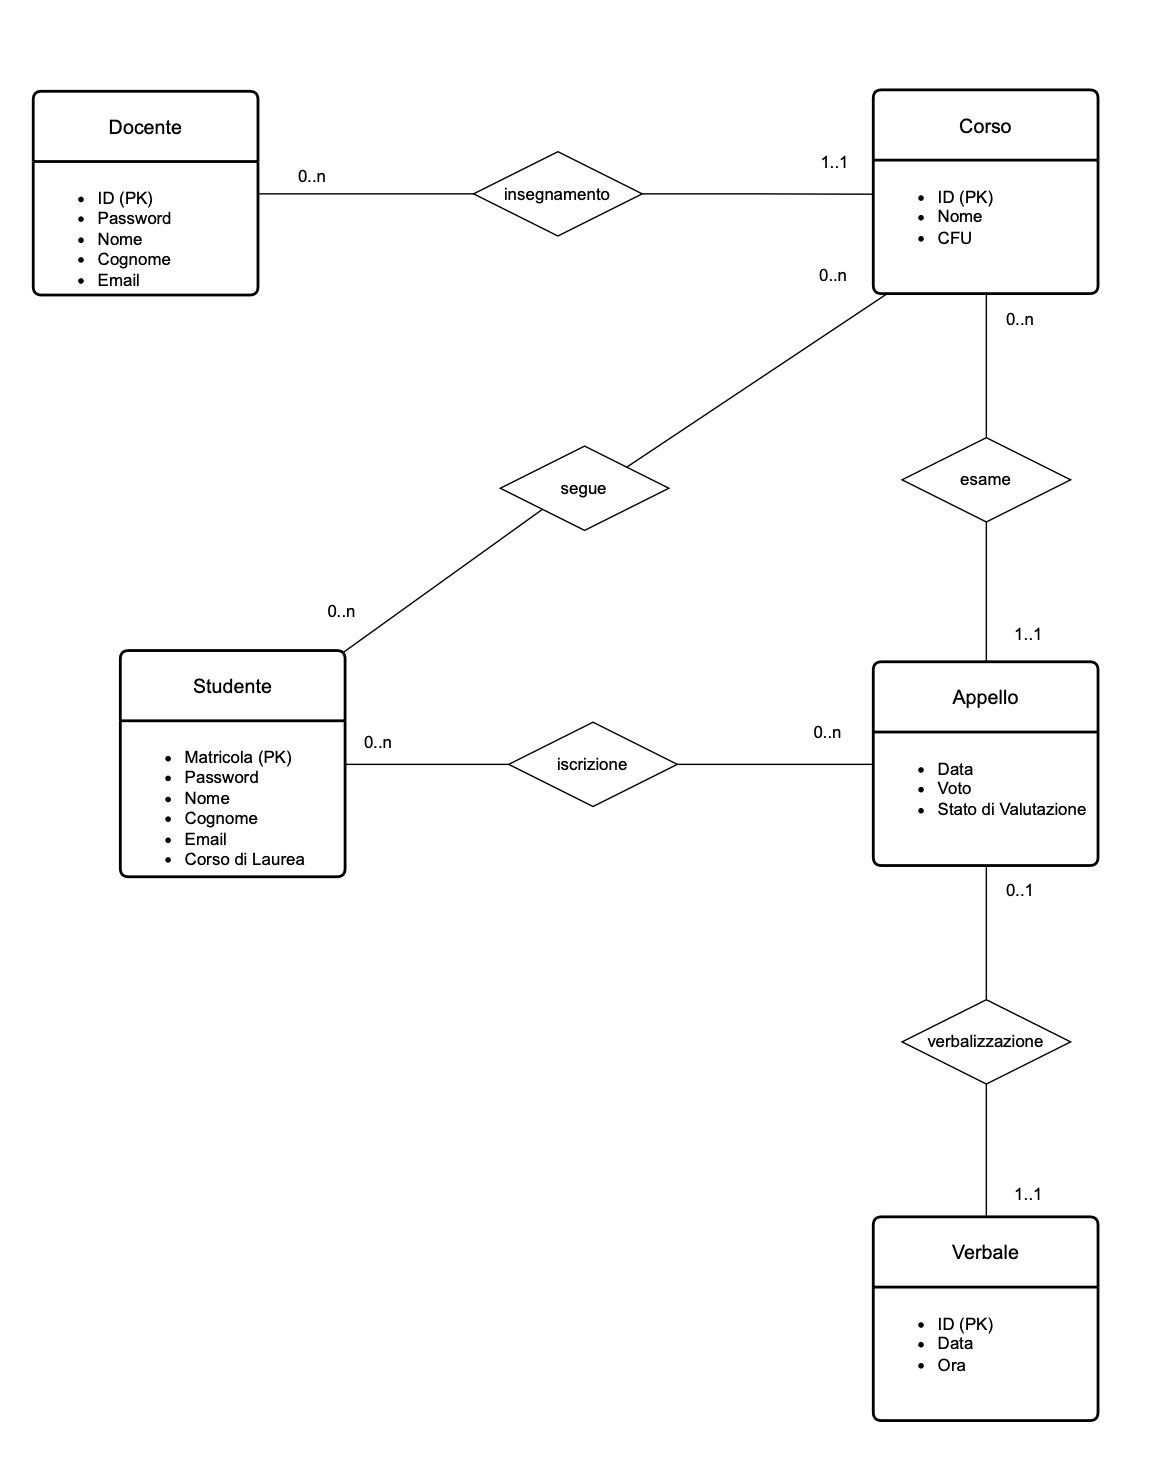 Docente
ID (PK)
Password
Nome
Cognome
Email
0..n
insegnamento
1..1
Corso
ID (PK)
Nome
CFU
0..n
0..n
segue
esame
0..n
1..1
Studente
Matricola (PK)
Password
Nome
Cognome
Email
Corso di Laurea
0..n
iscrizione
0..n
Appello
Data
Voto
Stato di Valutazione
0..1
verbalizzazione
1..1
Verbale
ID (PK)
Data
Ora